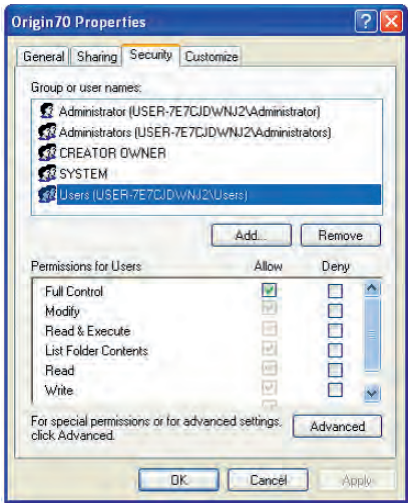 Origin70 Properties
General Sharing Security Customize
Group or user names:
Administrator (USER-7E7CJDWNJ2\Administrator)
Administrators (USER-7E7CJDWNJ2\Administrators)
CREATOR OWNER
SYSTEM
Users (USER-7E7CJDWNJ2\Users)
Add... Remove
Permissions for Users Allow Deny
Full Control
Modify
Read & Execute
List Folder Contents
Read
Write
For special permissions or for advanced settings,
click Advanced.
Advanced
OK Cancel Apply